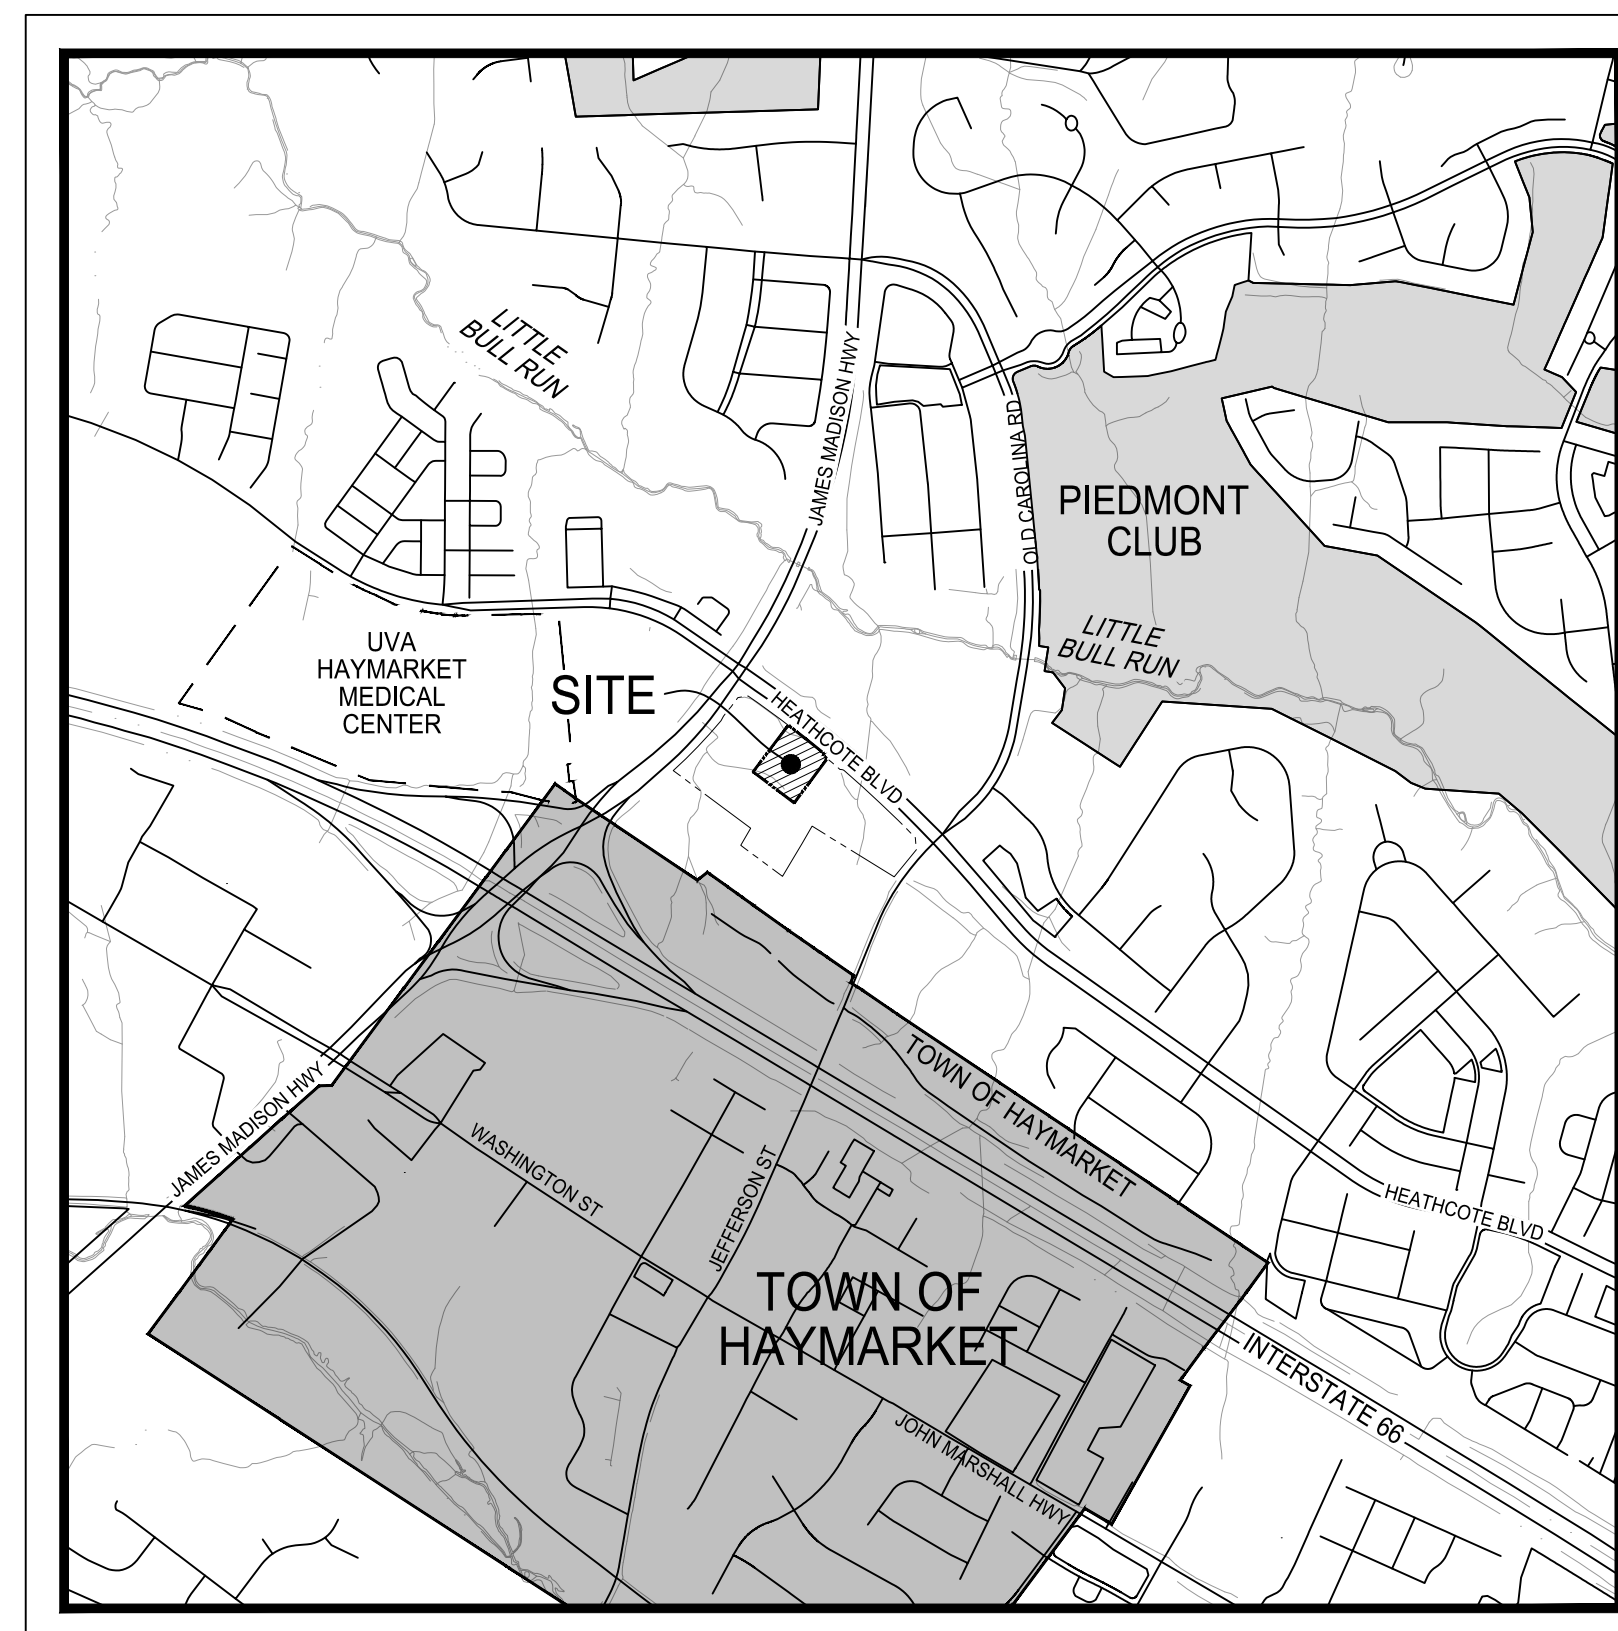 LITTLE
BULL RUN
JAMES MADISON HWY
OLD CAROLINA RD
PIEDMONT
CLUB
LITTLE
BULL RUN
UVA
HAYMARKET
MEDICAL
CENTER
SITE
HEATHCOTE BLVD
TOWN OF HAYMARKET
JAMES MADISON HWY
WASHINGTON ST
JEFFERSON ST
HEATHCOTE BLVD
TOWN OF
HAYMARKET
INTERSTATE 66
JOHN MARSHALL HWY